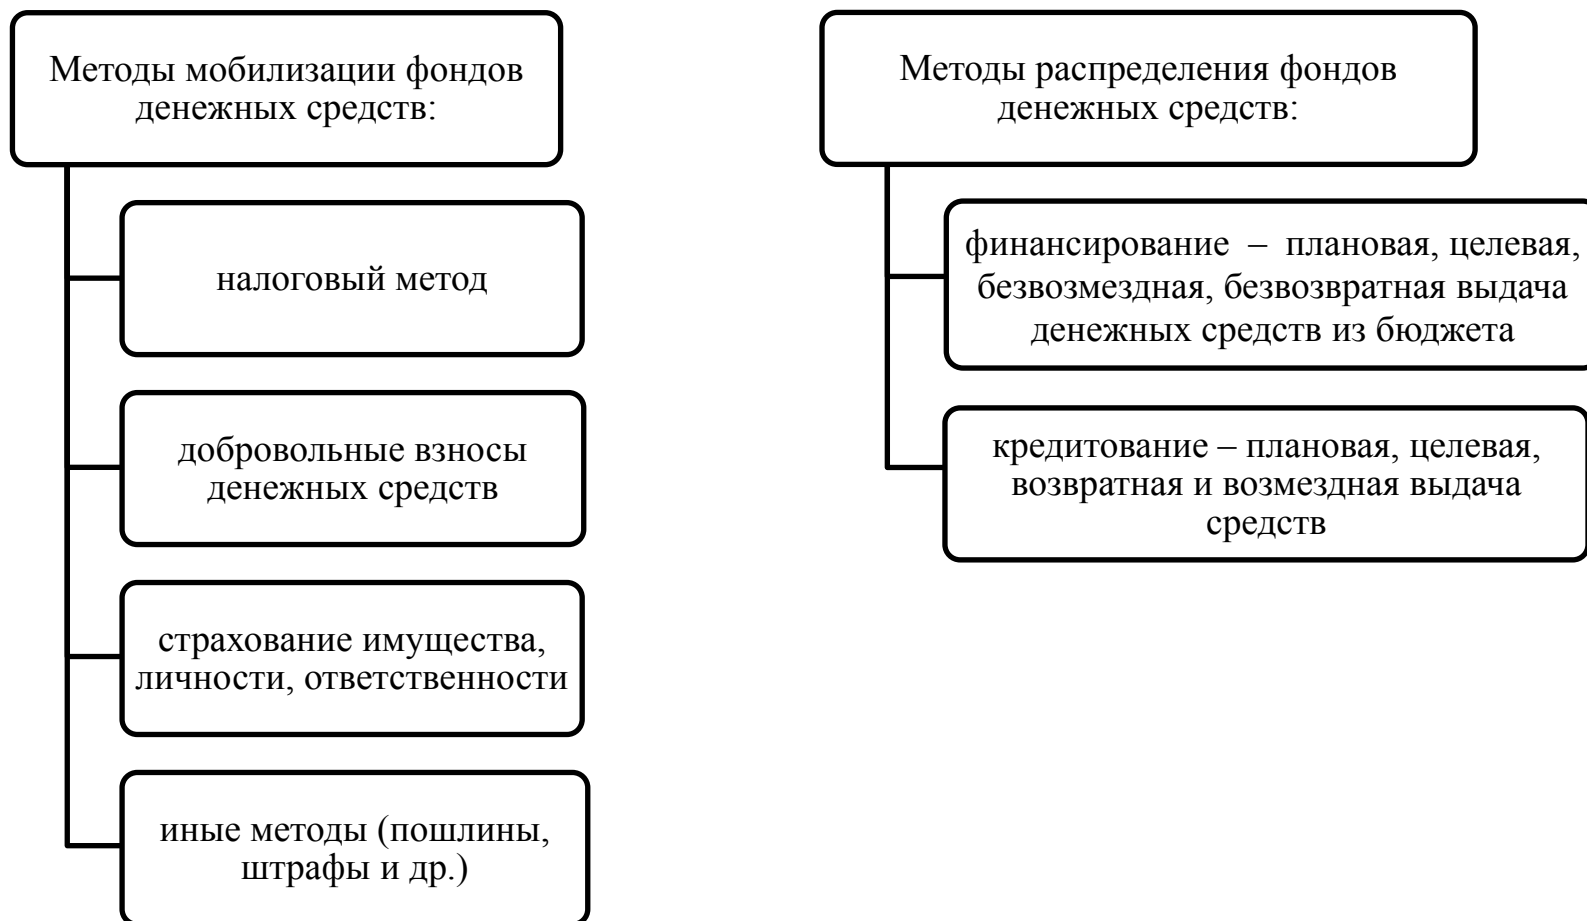 Методы мобилизации фондов
денежных средств:
налоговый метод
добровольные взносы
денежных средств
страхование имущества,
личности, ответственности
иные методы (пошлины,
штрафы и др.)
Методы распределения фондов
денежных средств:
финансирование – плановая, целевая,
безвозмездная, безвозвратная выдача
денежных средств из бюджета
кредитование – плановая, целевая,
возвратная и возмездная выдача
средств